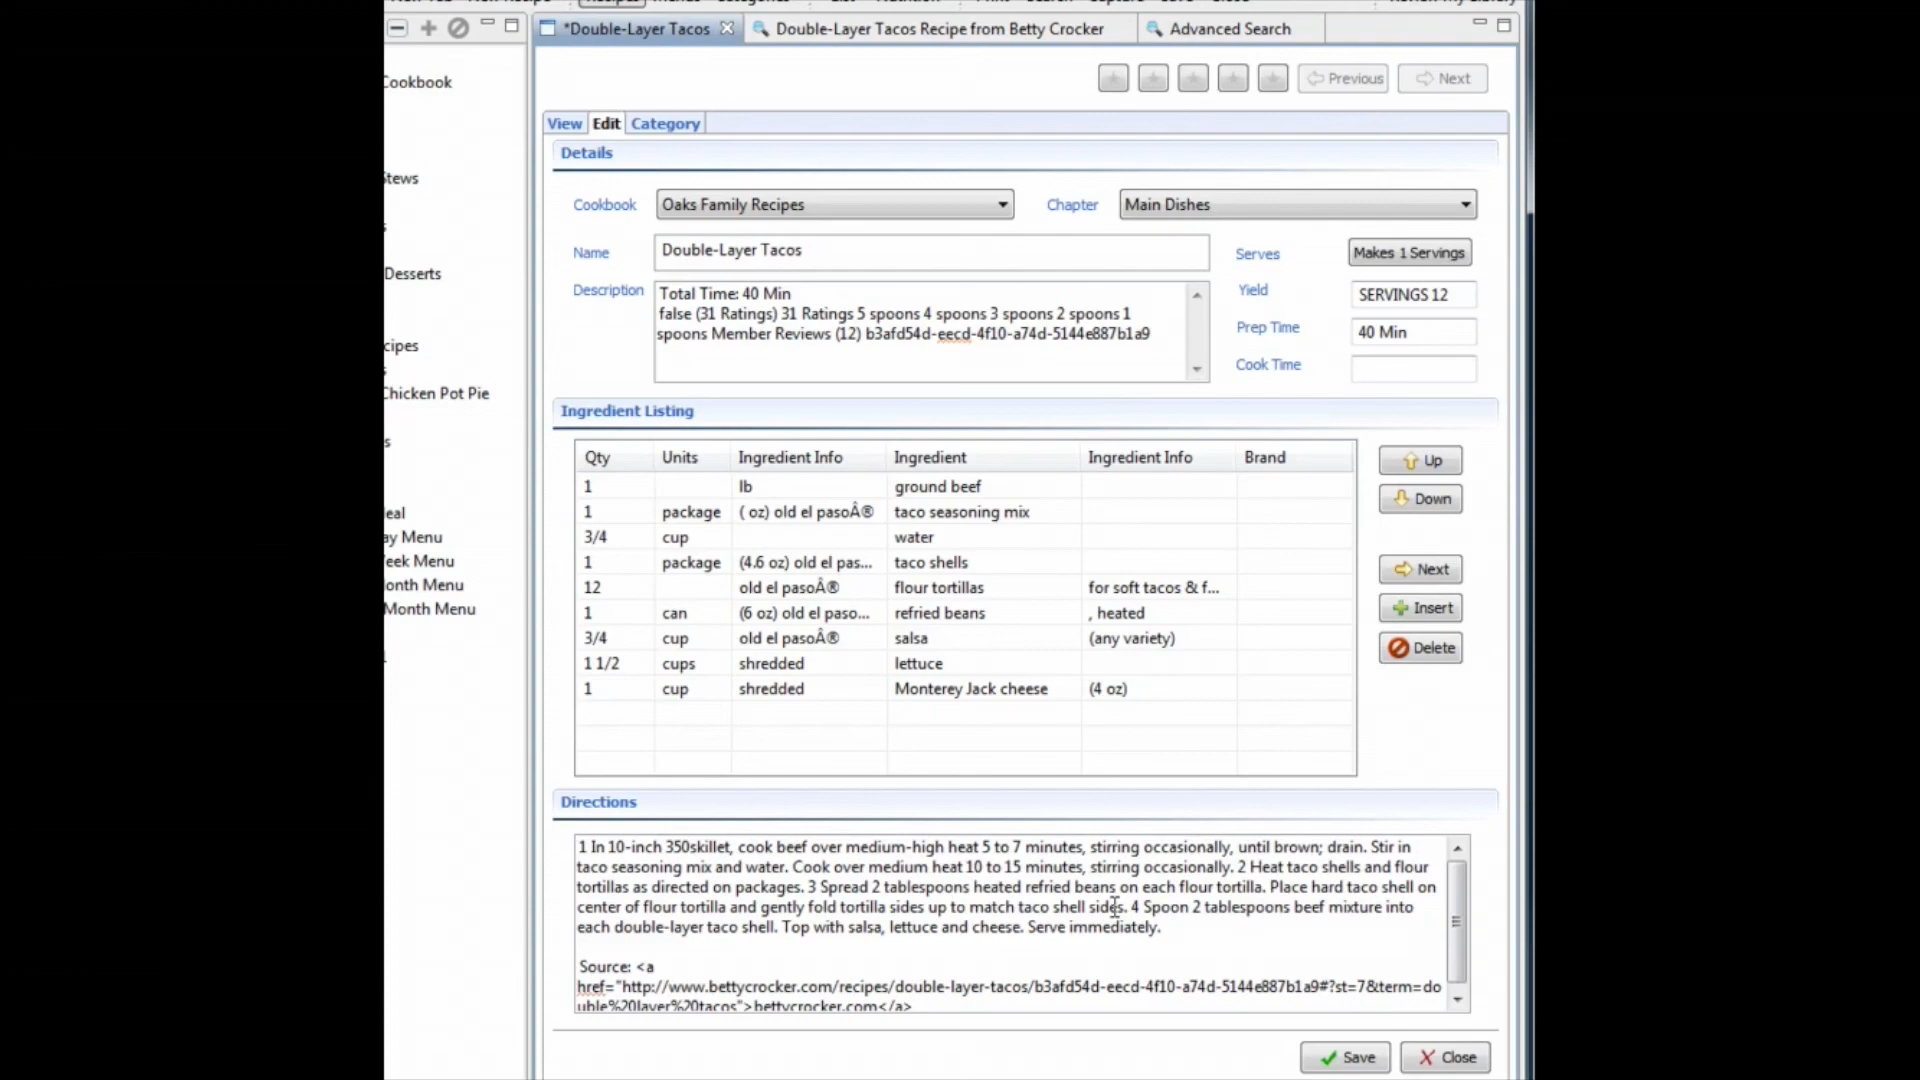 Cookbook
Stews
Desserts
cipes
Chicken Pot Pie
eal
ay Menu
eek Menu
onth Menu
Month Menu
*Double-Layer Tacos
Double-Layer Tacos Recipe from Betty Crocker
Advanced Search
Previous
Next
View Edit Category
Details
Cookbook Oaks Family Recipes Chapter Main Dishes
Name Double-Layer Tacos Serves Makes 1 Servings
Description
Total Time: 40 Min
false (31 Ratings) 31 Ratings 5 spoons 4 spoons 3 spoons 2 spoons 1
spoons Member Reviews (12) b3afd54d-eecd-4f10-a74d-5144e887b1a9
Yield SERVINGS 12
Prep Time 40 Min
Cook Time
Ingredient Listing
Qty Units Ingredient Info Ingredient Ingredient Info Brand
1 lb ground beef
1 package ( oz) old el pasoÂ® taco seasoning mix
3/4 cup water
1 package (4.6 oz) old el pas... taco shells
12 old el pasoÂ® flour tortillas for soft tacos & f...
1 can (6 oz) old el paso... refried beans , heated
3/4 cup old el pasoÂ® salsa (any variety)
1 1/2 cups shredded lettuce
1 cup shredded Monterey Jack cheese (4 oz)
Up
Down
Next
Insert
Delete
Directions
1 In 10-inch 350skillet, cook beef over medium-high heat 5 to 7 minutes, stirring occasionally, until brown; drain. Stir in
taco seasoning mix and water. Cook over medium heat 10 to 15 minutes, stirring occasionally. 2 Heat taco shells and flour
tortillas as directed on packages. 3 Spread 2 tablespoons heated refried beans on each flour tortilla. Place hard taco shell on
center of flour tortilla and gently fold tortilla sides up to match taco shell sides. 4 Spoon 2 tablespoons beef mixture into
each double-layer taco shell. Top with salsa, lettuce and cheese. Serve immediately.
Source: <a
href="http://www.bettycrocker.com/recipes/double-layer-tacos/b3afd54d-eecd-4f10-a74d-5144e887b1a9#?st=7&term=do
uble%20layer%20tacos">bettycrocker.com</a>
Save
Close